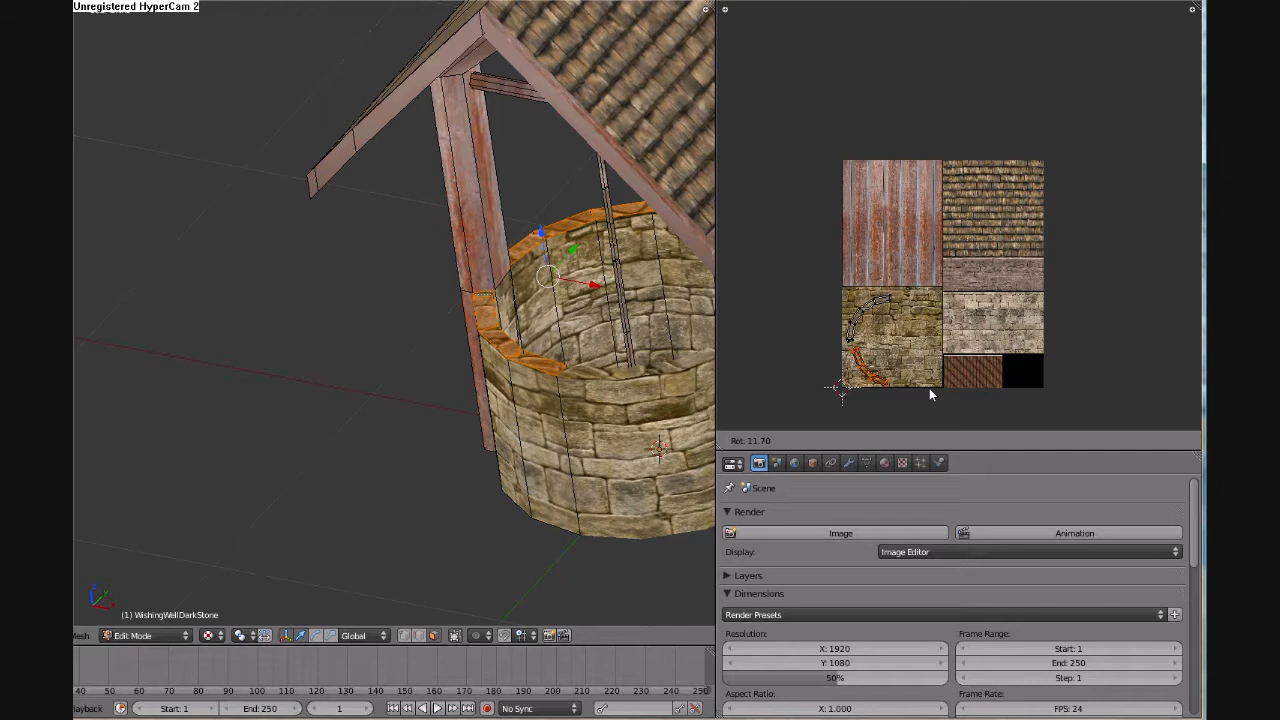 Unregistered HyperCam 2
Rot: 11.70
Scene
Render
Image
Animation
Display:
Image Editor
Layers
Dimensions
Render Presets
Resolution:
Frame Range:
X: 1920
Start: 1
Y: 1080
End: 250
50%
Step: 1
Aspect Ratio:
Frame Rate:
X: 1.000
FPS: 24
(1) WishingWellDarkStone
Mesh
Edit Mode
Global
40 50 60 70 80 90 100 110 120 130 140 150 160 170 180 190 200 210 220 230 240 250
layback
Start: 1
End: 250
1
No Sync